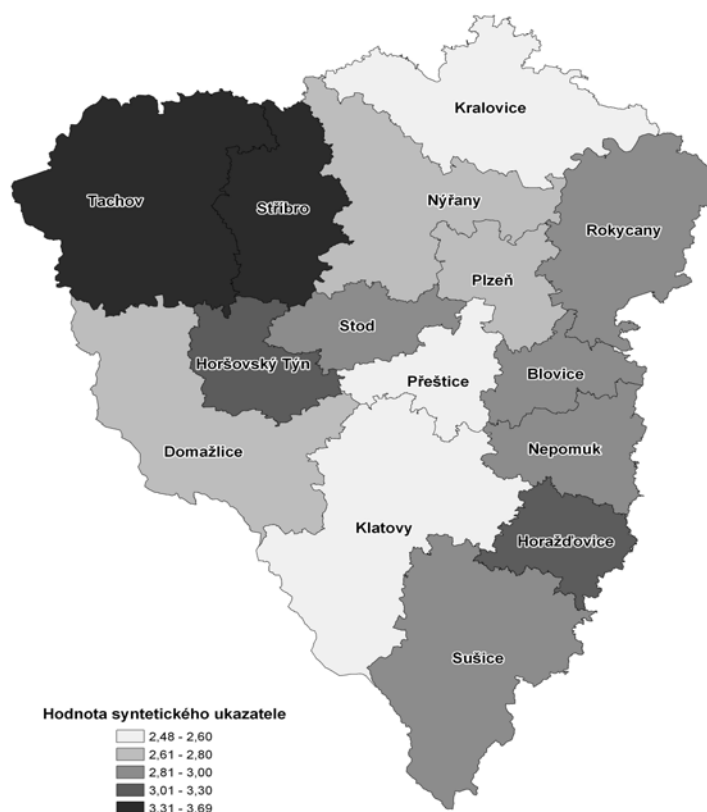 Kralovice
Tachov
Stříbro
Nýřany
Rokycany
Plzeň
Stod
Horšovský Týn
Přeštice
Blovice
Domažlice
Nepomuk
Klatovy
Horažďovice
Sušice
Hodnota syntetického ukazatele
2,48 - 2,60
2,61 - 2,80
2,81 - 3,00
3,01 - 3,30
3,31 - 3,69